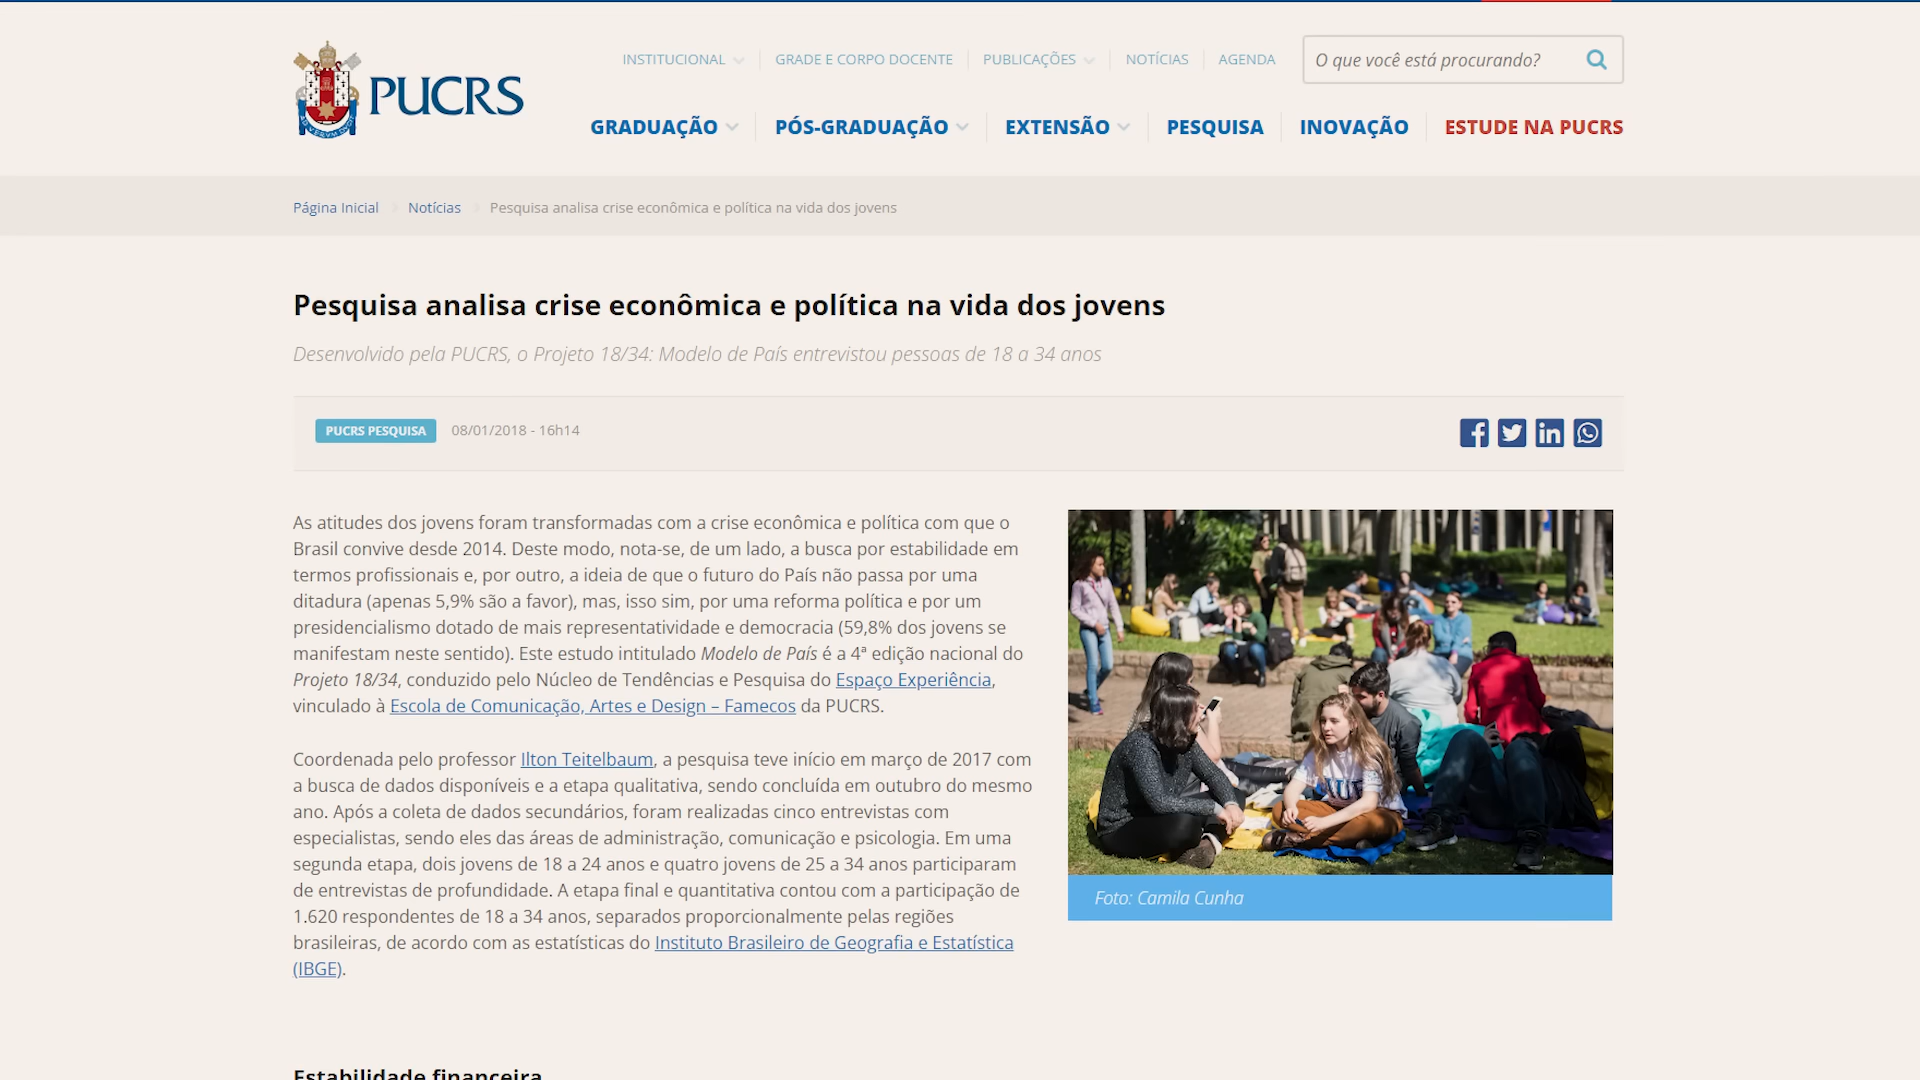 INSTITUCIONAL GRADE E CORPO DOCENTE PUBLICAÇÕES NOTÍCIAS AGENDA O que você está procurando?
PUCRS
GRADUAÇÃO PÓS-GRADUAÇÃO EXTENSÃO PESQUISA INOVAÇÃO ESTUDE NA PUCRS
Página Inicial Notícias Pesquisa analisa crise econômica e política na vida dos jovens
Pesquisa analisa crise econômica e política na vida dos jovens
Desenvolvido pela PUCRS, o Projeto 18/34: Modelo de País entrevistou pessoas de 18 a 34 anos
PUCRS PESQUISA 08/01/2018 - 16h14
As atitudes dos jovens foram transformadas com a crise econômica e política com que o
Brasil convive desde 2014. Deste modo, nota-se, de um lado, a busca por estabilidade em
termos profissionais e, por outro, a ideia de que o futuro do País não passa por uma
ditadura (apenas 5,9% são a favor), mas, isso sim, por uma reforma política e por um
presidencialismo dotado de mais representatividade e democracia (59,8% dos jovens se
manifestam neste sentido). Este estudo intitulado Modelo de País é a 4ª edição nacional do
Projeto 18/34, conduzido pelo Núcleo de Tendências e Pesquisa do Espaço Experiência,
vinculado à Escola de Comunicação, Artes e Design – Famecos da PUCRS.
Coordenada pelo professor Ilton Teitelbaum, a pesquisa teve início em março de 2017 com
a busca de dados disponíveis e a etapa qualitativa, sendo concluída em outubro do mesmo
ano. Após a coleta de dados secundários, foram realizadas cinco entrevistas com
especialistas, sendo eles das áreas de administração, comunicação e psicologia. Em uma
segunda etapa, dois jovens de 18 a 24 anos e quatro jovens de 25 a 34 anos participaram
de entrevistas de profundidade. A etapa final e quantitativa contou com a participação de
1.620 respondentes de 18 a 34 anos, separados proporcionalmente pelas regiões
brasileiras, de acordo com as estatísticas do Instituto Brasileiro de Geografia e Estatística
(IBGE).
Foto: Camila Cunha
Estabilidade financeira